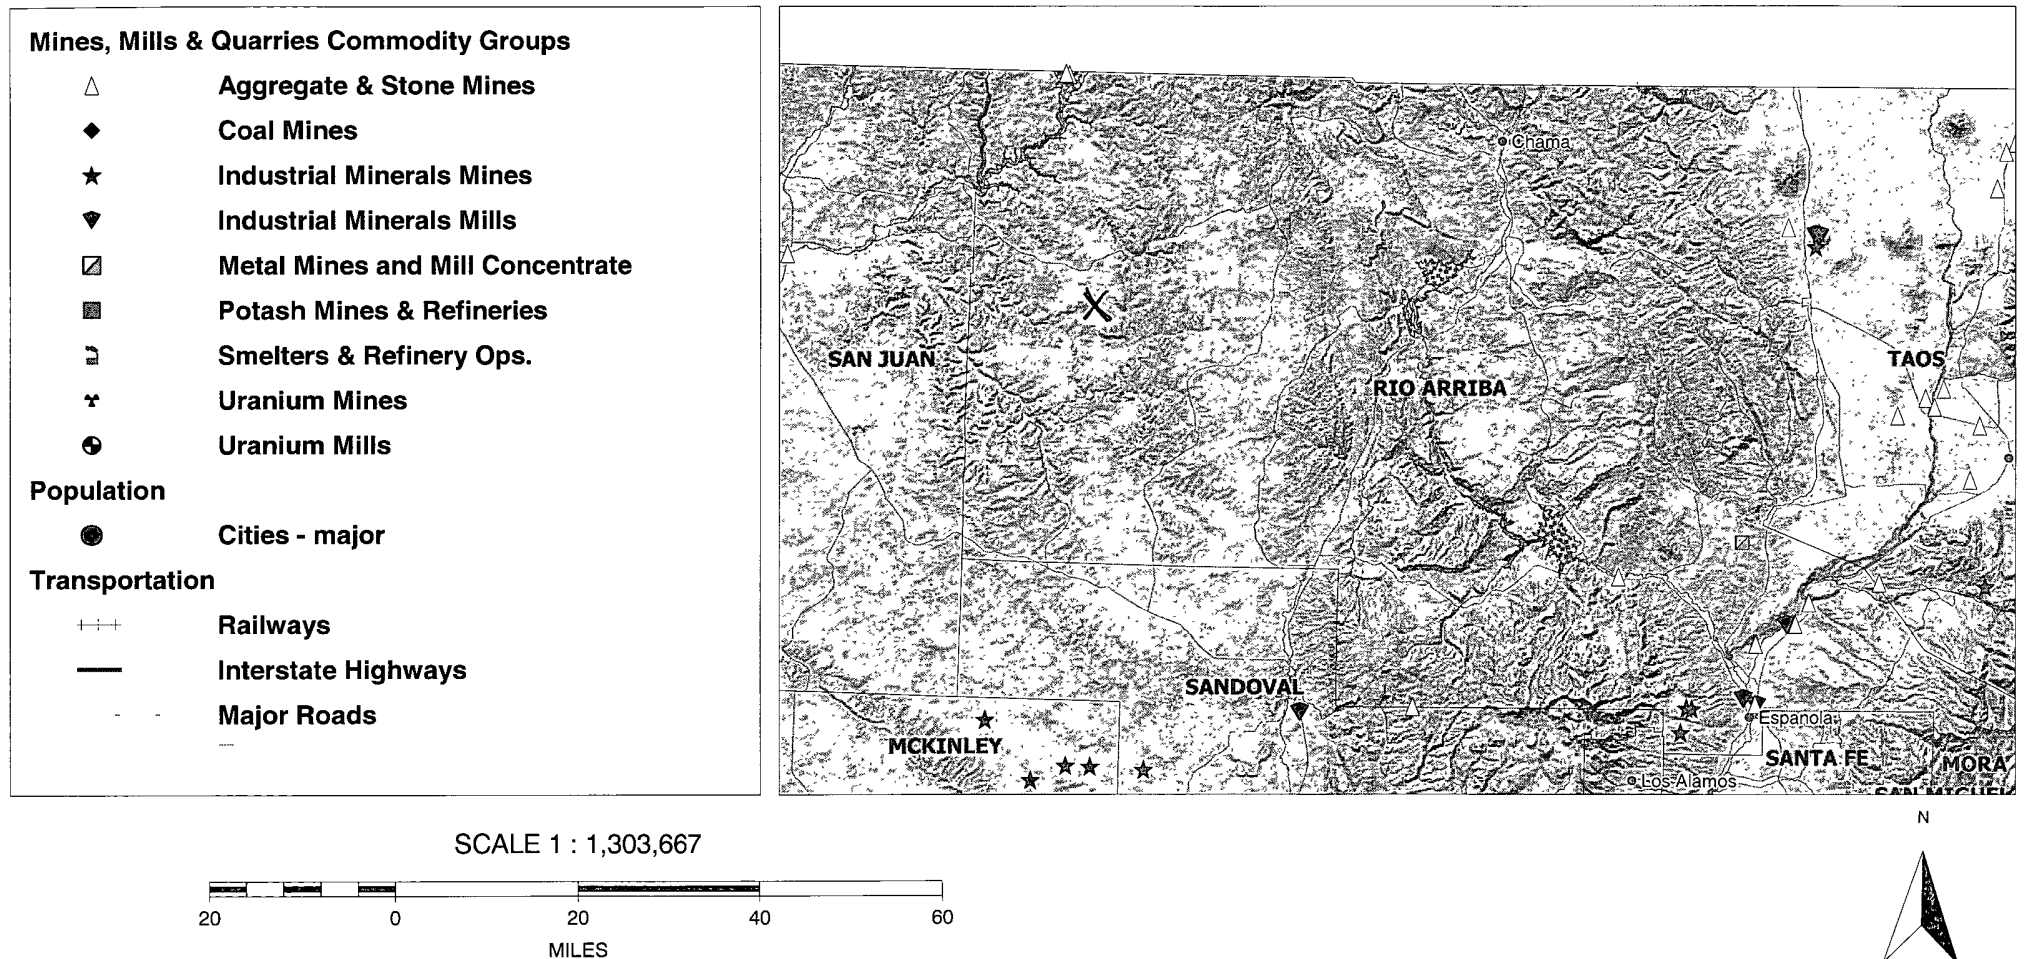 Mines, Mills & Quarries Commodity Groups
Aggregate & Stone Mines
Coal Mines
Industrial Minerals Mines
Industrial Minerals Mills
Metal Mines and Mill Concentrate
Potash Mines & Refineries
Smelters & Refinery Ops.
Uranium Mines
Uranium Mills
Population
Cities - major
Transportation
Railways
Interstate Highways
Major Roads
Chama
SAN JUAN
TAOS
RIO ARRIBA
SANDOVAL
Espanola
MCKINLEY
SANTA FE
MORA
Los Alamos
SAN MIGUEL
N
SCALE 1 : 1,303,667
20 0 20 40 60
MILES